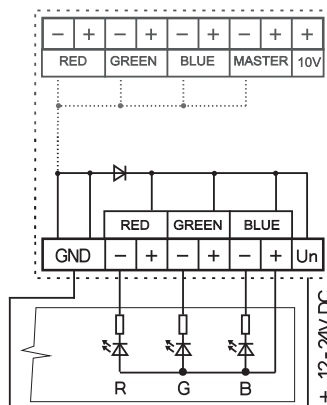 − + − + − + − + +
RED GREEN BLUE MASTER 10V
RED GREEN BLUE
GND − + − + − + Un
R G B
+ 12 - 24V DC